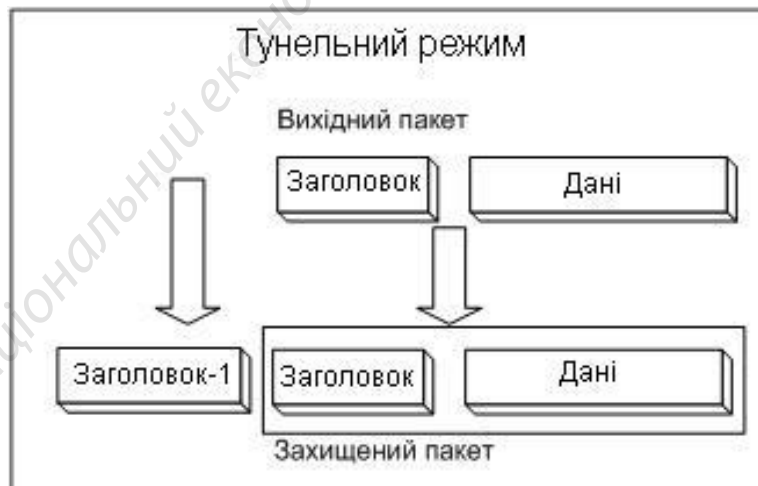 Тунельний режим
Вихідний пакет
Заголовок Дані
Заголовок-1 Заголовок Дані
Захищений пакет